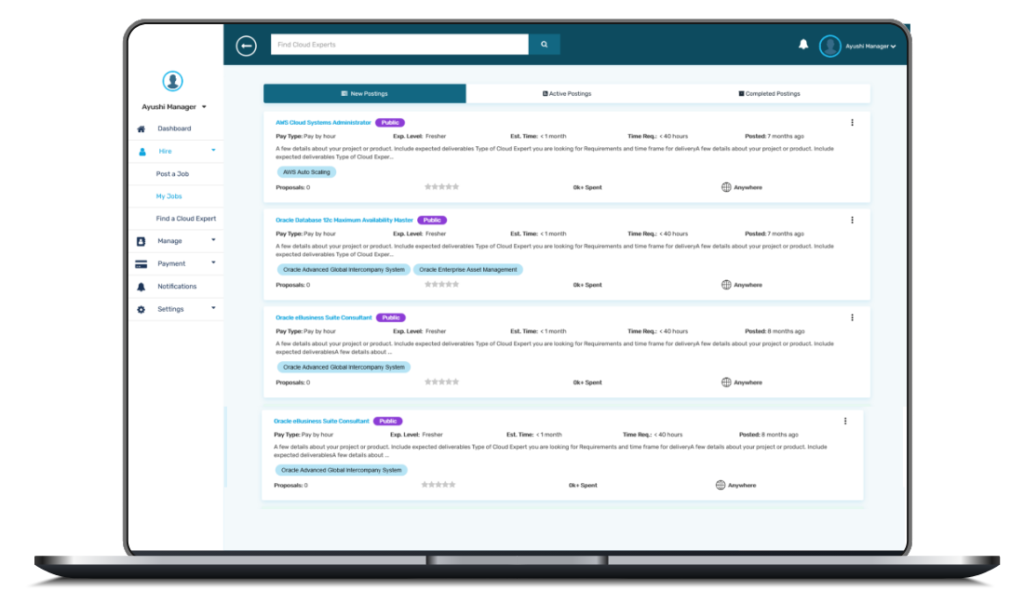 Find Cloud Experts
Ayushi Manager
Ayushi Manager
Dashboard
Hire
Post a Job
My Jobs
Find a Cloud Expert
Manage
Payment
Notifications
Settings
New Postings
Active Postings
Completed Postings
AWS Cloud Systems Administrator Public
Pay Type: Pay by hour Exp. Level: Fresher Est. Time: < 1 month Time Req.: < 40 hours Posted: 7 months ago
A few details about your project or product. Include expected deliverables Type of Cloud Expert you are looking for Requirements and time frame for deliveryA few details about your project or product. Include
expected deliverables Type of Cloud Exper...
AWS Auto Scaling
Proposals: 0 0k+ Spent Anywhere
Oracle Database 12c Maximum Availability Master Public
Pay Type: Pay by hour Exp. Level: Fresher Est. Time: < 1 month Time Req.: < 40 hours Posted: 7 months ago
A few details about your project or product. Include expected deliverables Type of Cloud Expert you are looking for Requirements and time frame for deliveryA few details about your project or product. Include
expected deliverables Type of Cloud Exper...
Oracle Advanced Global Intercompany System Oracle Enterprise Asset Management
Proposals: 0 0k+ Spent Anywhere
Oracle eBusiness Suite Consultant Public
Pay Type: Pay by hour Exp. Level: Fresher Est. Time: < 1 month Time Req.: < 40 hours Posted: 8 months ago
A few details about your project or product. Include expected deliverables Type of Cloud Expert you are looking for Requirements and time frame for deliveryA few details about your project or product. Include
expected deliverablesA few details about ...
Oracle Advanced Global Intercompany System
Proposals: 0 0k+ Spent Anywhere
Oracle eBusiness Suite Consultant Public
Pay Type: Pay by hour Exp. Level: Fresher Est. Time: < 1 month Time Req.: < 40 hours Posted: 8 months ago
A few details about your project or product. Include expected deliverables Type of Cloud Expert you are looking for Requirements and time frame for deliveryA few details about your project or product. Include
expected deliverablesA few details about ...
Oracle Advanced Global Intercompany System
Proposals: 0 0k+ Spent Anywhere